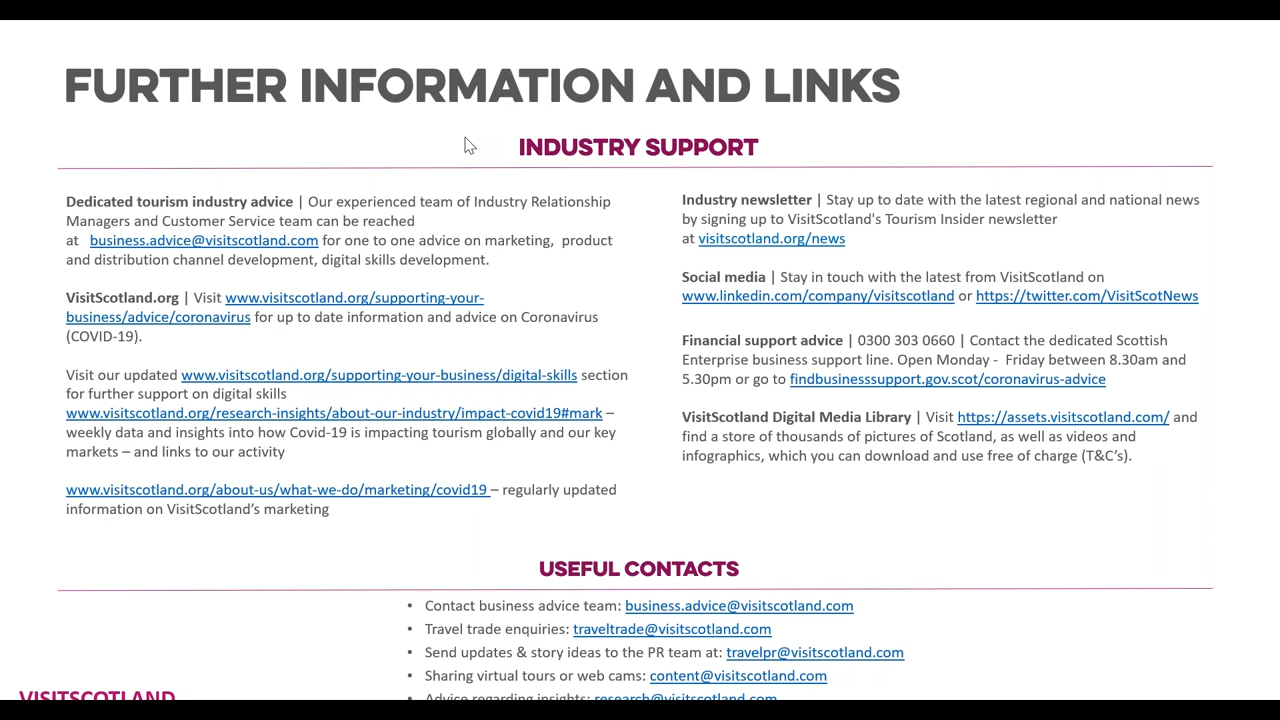 FURTHER INFORMATION AND LINKS
INDUSTRY SUPPORT
Dedicated tourism industry advice | Our experienced team of Industry Relationship
Managers and Customer Service team can be reached
at business.advice@visitscotland.com for one to one advice on marketing, product
and distribution channel development, digital skills development.
VisitScotland.org | Visit www.visitscotland.org/supporting-your-
business/advice/coronavirus for up to date information and advice on Coronavirus
(COVID-19).
Visit our updated www.visitscotland.org/supporting-your-business/digital-skills section
for further support on digital skills
www.visitscotland.org/research-insights/about-our-industry/impact-covid19#mark –
weekly data and insights into how Covid-19 is impacting tourism globally and our key
markets – and links to our activity
www.visitscotland.org/about-us/what-we-do/marketing/covid19 – regularly updated
information on VisitScotland’s marketing
Industry newsletter | Stay up to date with the latest regional and national news
by signing up to VisitScotland's Tourism Insider newsletter
at visitscotland.org/news
Social media | Stay in touch with the latest from VisitScotland on
www.linkedin.com/company/visitscotland or https://twitter.com/VisitScotNews
Financial support advice | 0300 303 0660 | Contact the dedicated Scottish
Enterprise business support line. Open Monday - Friday between 8.30am and
5.30pm or go to findbusinesssupport.gov.scot/coronavirus-advice
VisitScotland Digital Media Library | Visit https://assets.visitscotland.com/ and
find a store of thousands of pictures of Scotland, as well as videos and
infographics, which you can download and use free of charge (T&C’s).
USEFUL CONTACTS
• Contact business advice team: business.advice@visitscotland.com
• Travel trade enquiries: traveltrade@visitscotland.com
• Send updates & story ideas to the PR team at: travelpr@visitscotland.com
• Sharing virtual tours or web cams: content@visitscotland.com
• Advice regarding insights: research@visitscotland.com
VISITSCOTLAND